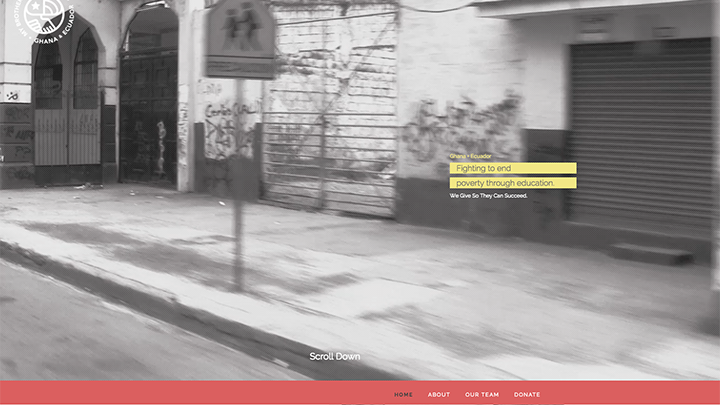 GHANA & ECUADOR
Ghana + Ecuador
Fighting to end
poverty through education.
We Give So They Can Succeed.
Scroll Down
HOME
ABOUT
OUR TEAM
DONATE